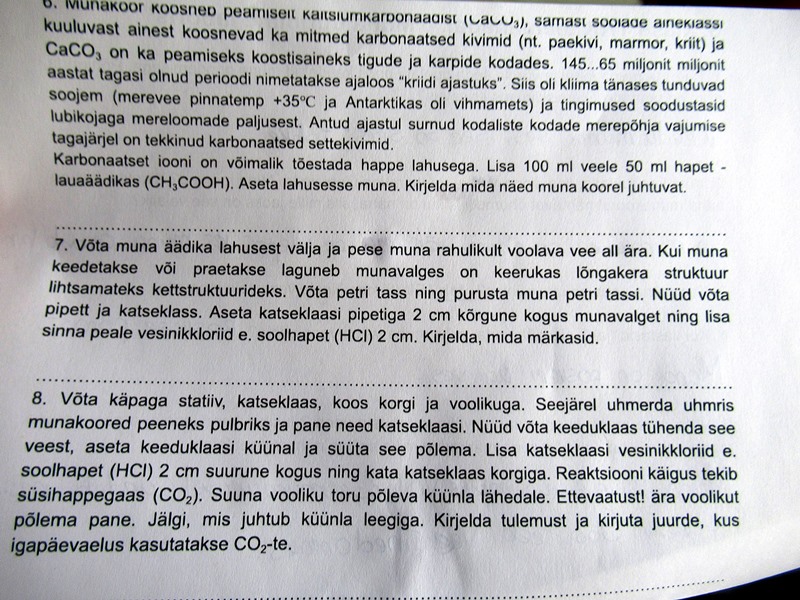 6. Munakoor koosneb peamiselt kaltsiumkarbonaadist (CaCO₃), samast soolade aineklassi
kuuluvast ainest koosnevad ka mitmed karbonaatsed kivimid (nt. paekivi, marmor, kriit) ja
CaCO₃ on ka peamiseks koostisaineks tigude ja karpide kodades. 145...65 miljonit miljonit
aastat tagasi olnud perioodi nimetatakse ajaloos “kriidi ajastuks”. Siis oli kliima tänases tunduvad
soojem (merevee pinnatemp +35ºC ja Antarktikas oli vihmamets) ja tingimused soodustasid
lubikojaga mereloomade paljusest. Antud ajastul surnud kodaliste kodade merepõhja vajumise
tagajärjel on tekkinud karbonaatsed settekivimid.
Karbonaatset iooni on võimalik tõestada happe lahusega. Lisa 100 ml veele 50 ml hapet -
lauaäädikas (CH₃COOH). Aseta lahusesse muna. Kirjelda mida näed muna koorel juhtuvat.
7. Võta muna äädika lahusest välja ja pese muna rahulikult voolava vee all ära. Kui muna
keedetakse või praetakse laguneb munavalges on keerukas lõngakera struktuur
lihtsamateks kettstruktuurideks. Võta petri tass ning purusta muna petri tassi. Nüüd võta
pipett ja katseklass. Aseta katseklaasi pipetiga 2 cm kõrgune kogus munavalget ning lisa
sinna peale vesinikkloriid e. soolhapet (HCl) 2 cm. Kirjelda, mida märkasid.
8. Võta käpaga statiiv, katseklaas, koos korgi ja voolikuga. Seejärel uhmerda uhmris
munakoored peeneks pulbriks ja pane need katseklaasi. Nüüd võta keeduklaas tühenda see
veest, aseta keeduklaasi küünal ja süüta see põlema. Lisa katseklaasi vesinikkloriid e.
soolhapet (HCl) 2 cm suurune kogus ning kata katseklaas korgiga. Reaktsiooni käigus tekib
süsihappegaas (CO₂). Suuna vooliku toru põleva küünla lähedale. Ettevaatust! ära voolikut
põlema pane. Jälgi, mis juhtub küünla leegiga. Kirjelda tulemust ja kirjuta juurde, kus
igapäevaelus kasutatakse CO₂-te.